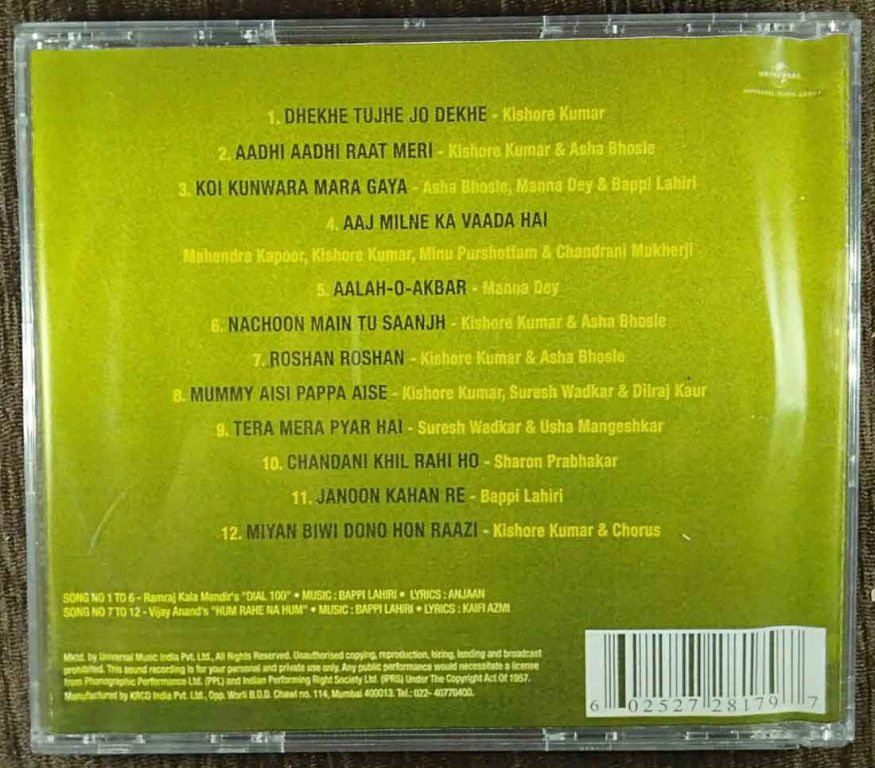 UNIVERSAL
UNIVERSAL MUSIC GROUP
1. DHEKHE TUJHE JO DEKHE - Kishore Kumar
2. AADHI AADHI RAAT MERI - Kishore Kumar & Asha Bhosle
3. KOI KUNWARA MARA GAYA - Asha Bhosle, Manna Dey & Bappi Lahiri
4. AAJ MILNE KA VAADA HAI
Mahendra Kapoor, Kishore Kumar, Minu Purshottam & Chandrani Mukherji
5. AALAH-O-AKBAR - Manna Dey
6. NACHOON MAIN TU SAANJH - Kishore Kumar & Asha Bhosle
7. ROSHAN ROSHAN - Kishore Kumar & Asha Bhosle
8. MUMMY AISI PAPPA AISE - Kishore Kumar, Suresh Wadkar & Dilraj Kaur
9. TERA MERA PYAR HAI - Suresh Wadkar & Usha Mangeshkar
10. CHANDANI KHIL RAHI HO - Sharon Prabhakar
11. JANOON KAHAN RE - Bappi Lahiri
12. MIYAN BIWI DONO HON RAAZI - Kishore Kumar & Chorus
SONG NO 1 TO 6 - Ramraj Kala Mandir's "DIAL 100" • MUSIC : BAPPI LAHIRI • LYRICS : ANJAAN
SONG NO 7 TO 12 - Vijay Anand's "HUM RAHE NA HUM" • MUSIC : BAPPI LAHIRI • LYRICS : KAIFI AZMI
Mktd. by Universal Music India Pvt. Ltd., All Rights Reserved. Unauthorised copying, reproduction, hiring, lending and broadcast
prohibited. This sound recording is for your personal and private use only. Any public performance would necessitate a license
from Phonographic Performance Ltd. (PPL) and Indian Performing Right Society Ltd. (IPRS) Under The Copyright Act Of 1957.
Manufactured by KRCD India Pvt. Ltd., Opp. Worli B.D.D. Chawl no. 114, Mumbai 400013. Tel.: 022- 40770400.
6 02527 28179 7